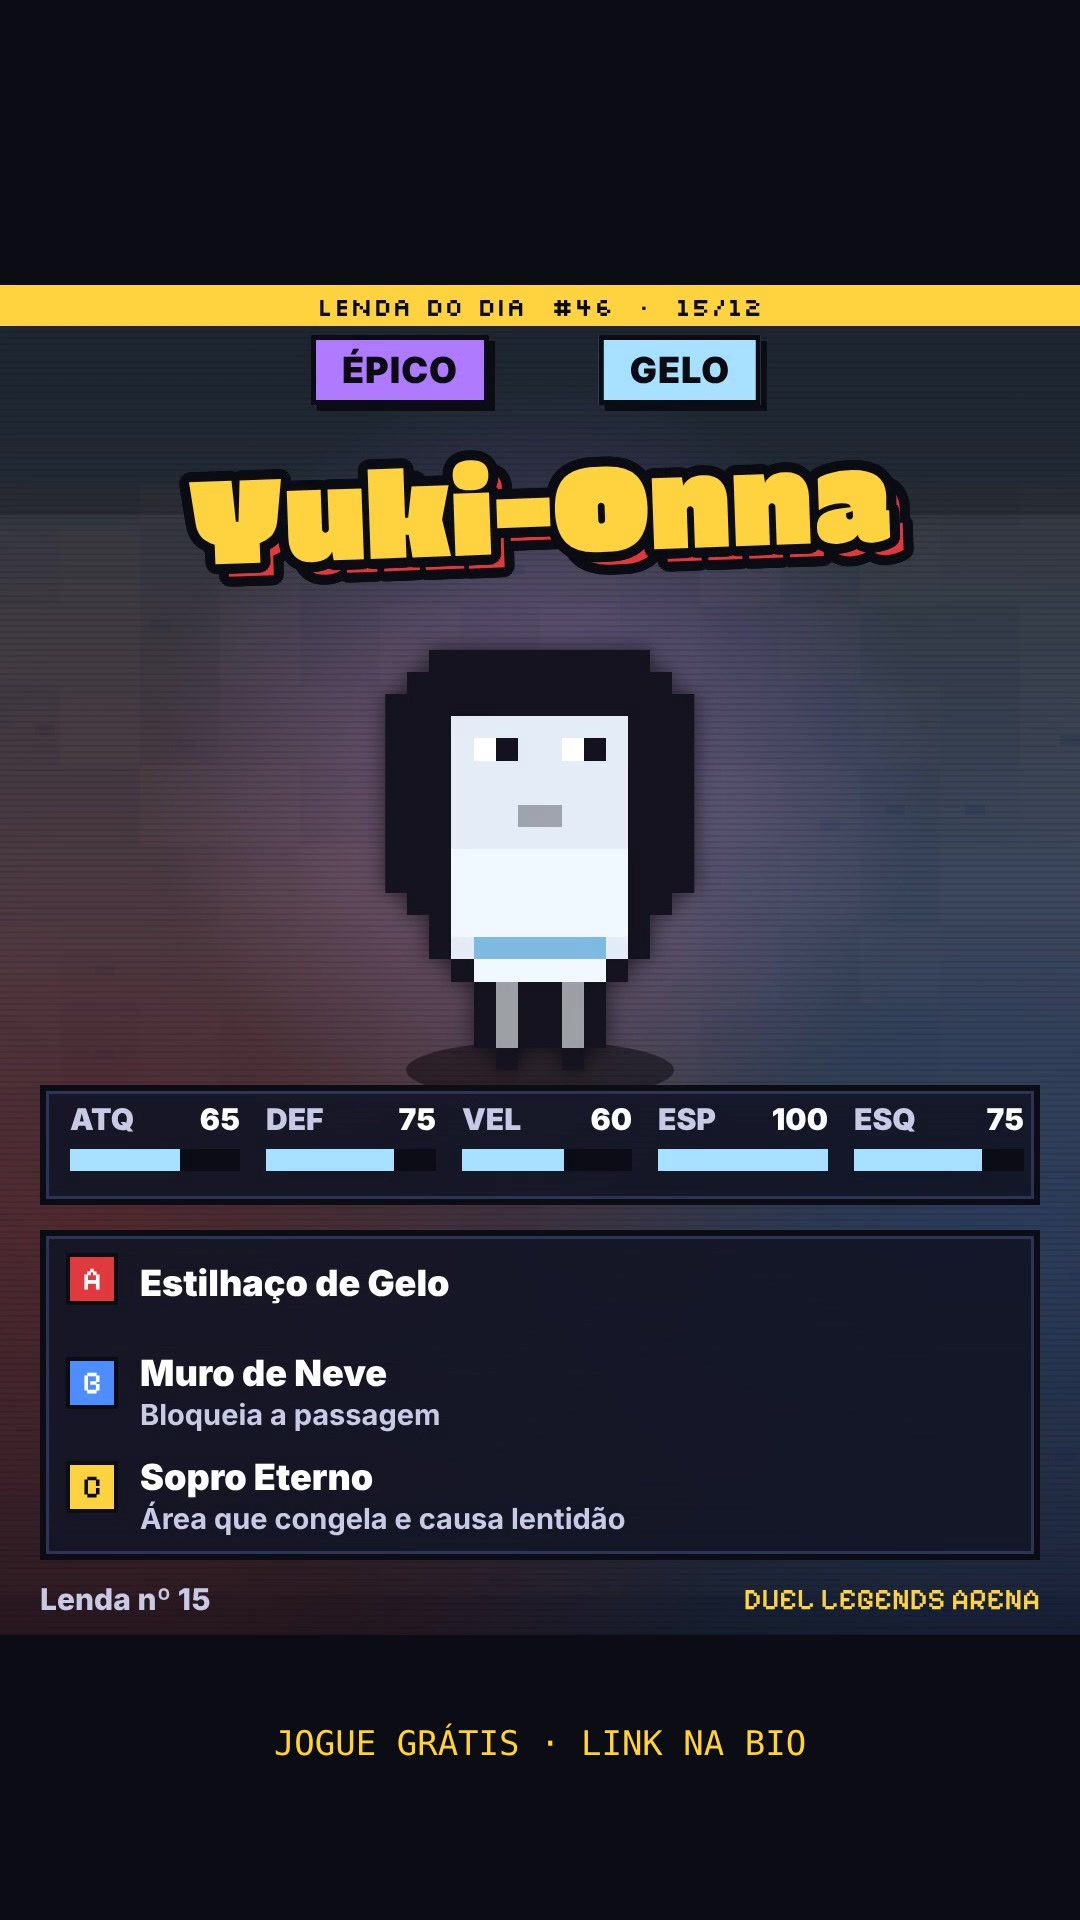 LENDA DO DIA #46 · 15/12
ÉPICO GELO
Yuki-Onna
ATQ 65 DEF 75 VEL 60 ESP 100 ESQ 75
A Estilhaço de Gelo
B Muro de Neve
Bloqueia a passagem
C Sopro Eterno
Área que congela e causa lentidão
Lenda nº 15 DUEL LEGENDS ARENA
JOGUE GRÁTIS · LINK NA BIO